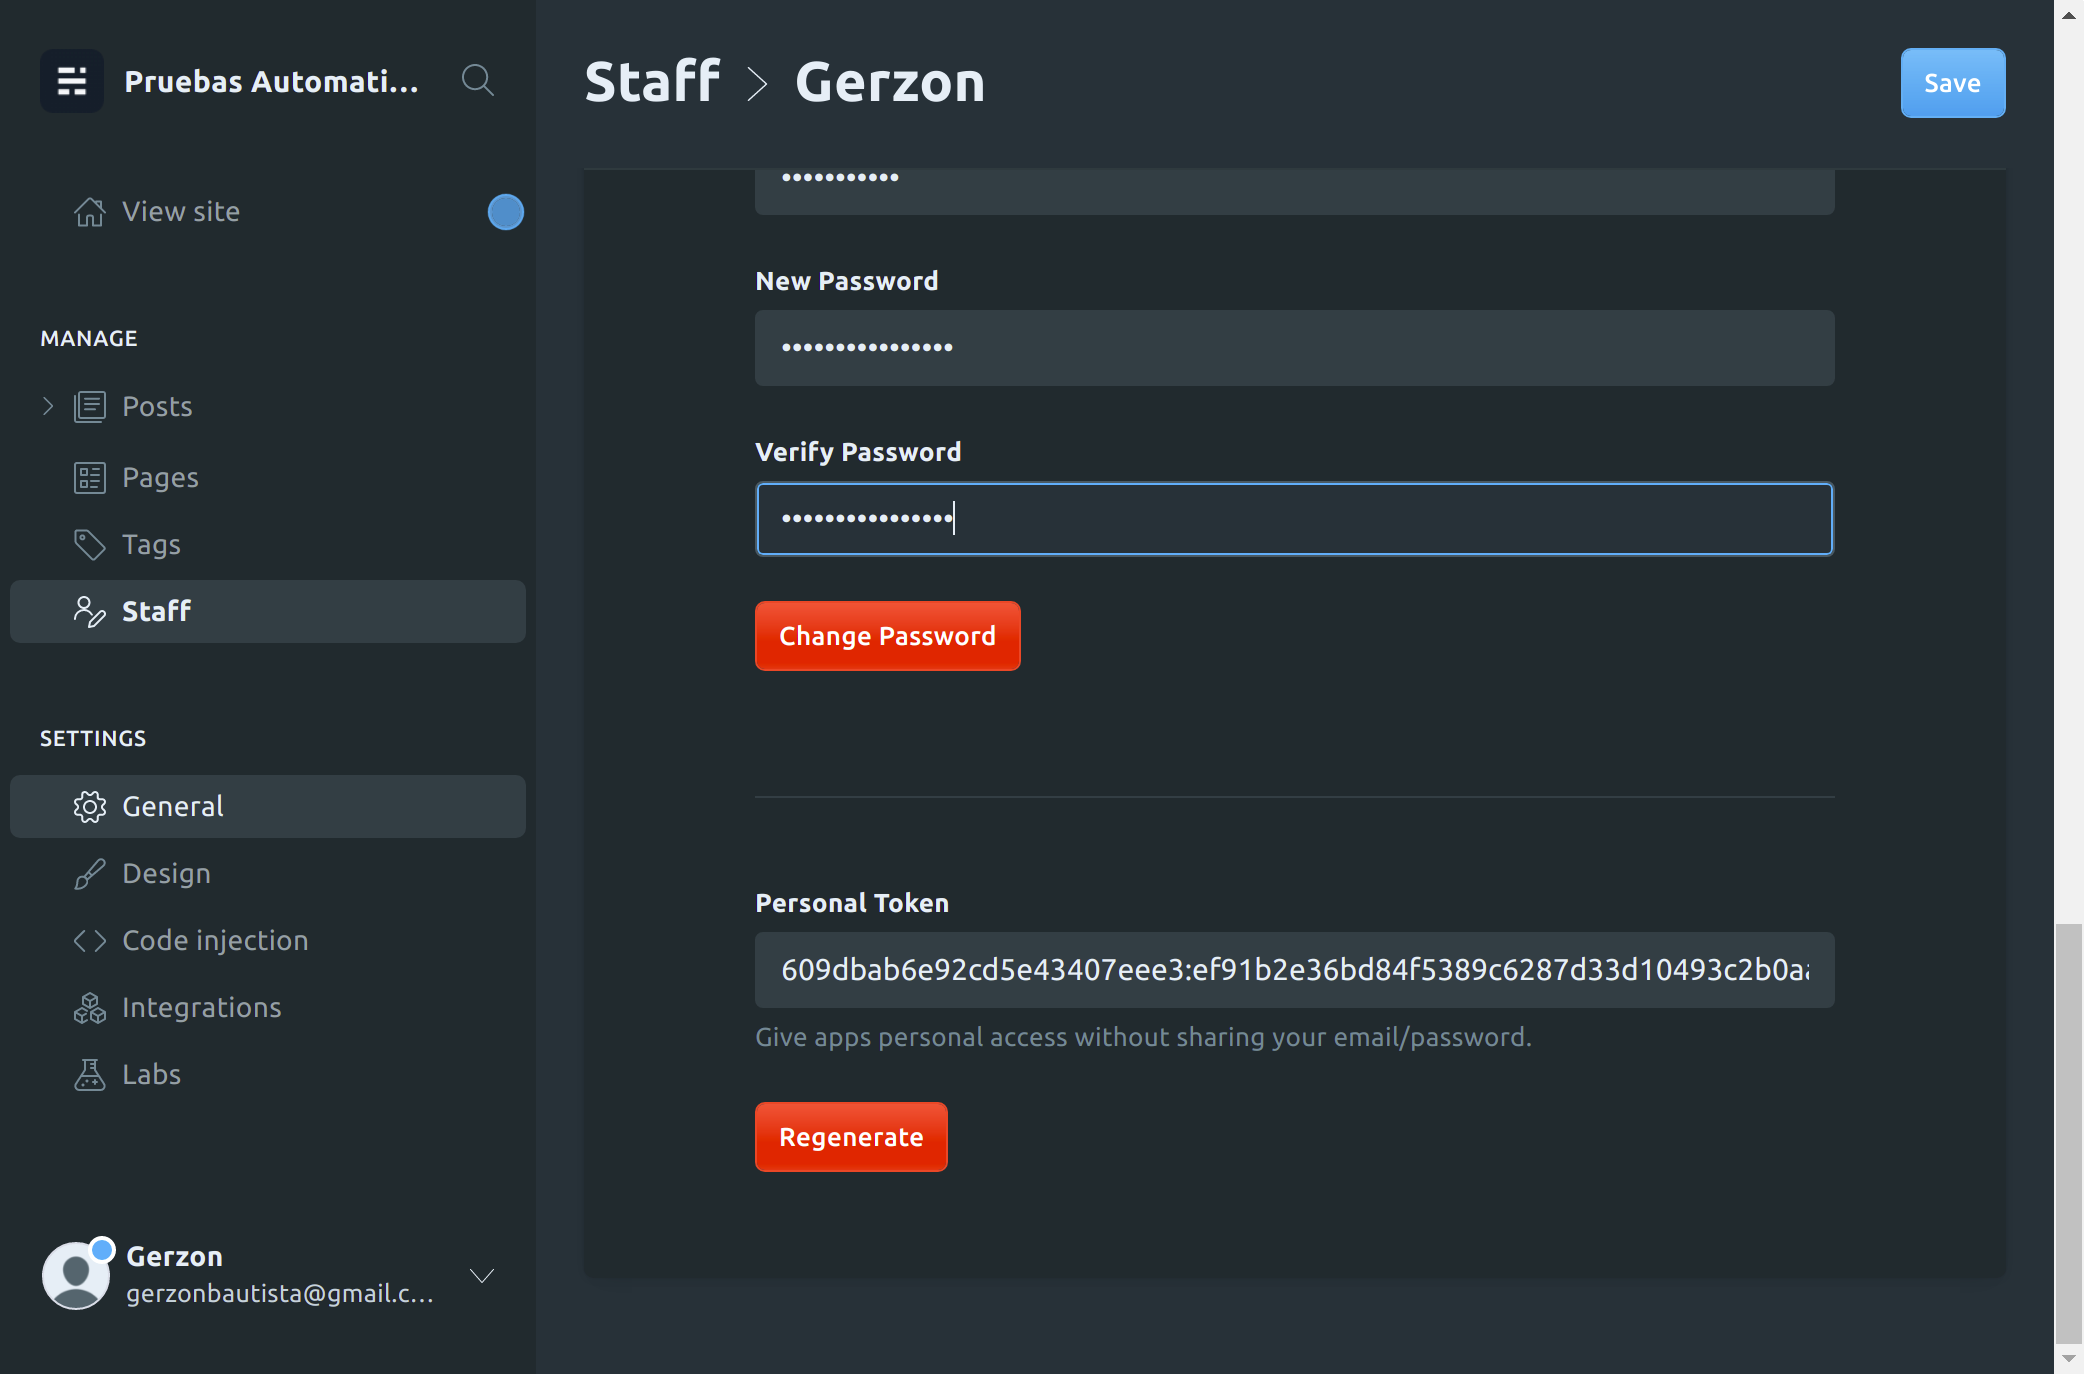 Pruebas Automati...
View site
MANAGE
Posts
Pages
Tags
Staff
SETTINGS
General
Design
Code injection
Integrations
Labs
Gerzon
gerzonbautista@gmail.c...
Staff > Gerzon
Save
•••••••••••
New Password
••••••••••••••••
Verify Password
••••••••••••••••
Change Password
Personal Token
609dbab6e92cd5e43407eee3:ef91b2e36bd84f5389c6287d33d10493c2b0a
Give apps personal access without sharing your email/password.
Regenerate